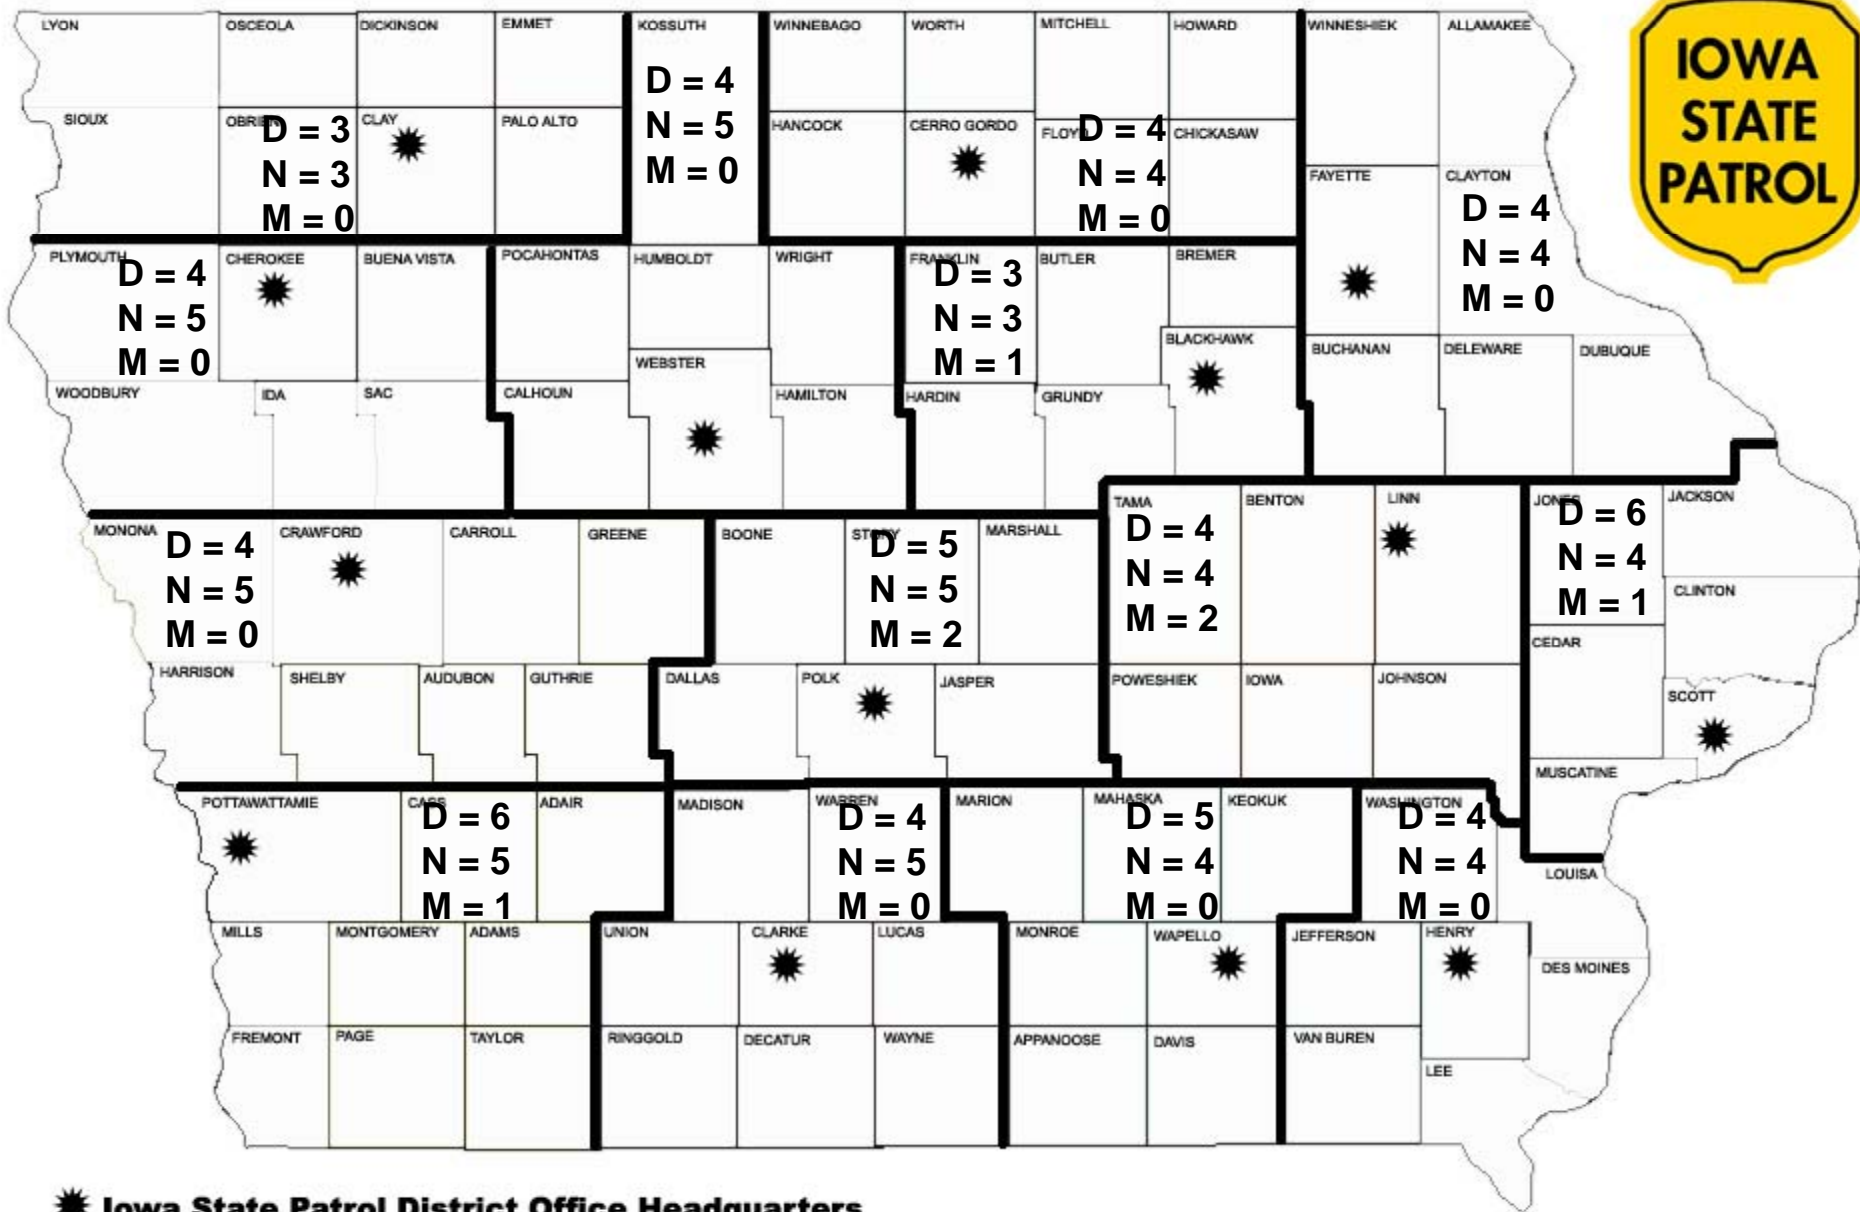 LYON
OSCEOLA
DICKINSON
EMMET
KOSSUTH
WINNEBAGO
WORTH
MITCHELL
HOWARD
WINNESHIEK
ALLAMAKEE
IOWA
STATE
PATROL
D = 4
N = 5
M = 0
SIOUX
OBRIEN
CLAY
PALO ALTO
HANCOCK
CERRO GORDO
FLOYD
CHICKASAW
D = 3
N = 3
M = 0
D = 4
N = 4
M = 0
FAYETTE
CLAYTON
D = 4
N = 4
M = 0
PLYMOUTH
CHEROKEE
BUENA VISTA
POCAHONTAS
HUMBOLDT
WRIGHT
FRANKLIN
BUTLER
BREMER
D = 4
N = 5
M = 0
D = 3
N = 3
M = 1
BLACKHAWK
BUCHANAN
DELEWARE
DUBUQUE
WEBSTER
WOODBURY
IDA
SAC
CALHOUN
HAMILTON
HARDIN
GRUNDY
TAMA
BENTON
LINN
JONES
JACKSON
MONONA
CRAWFORD
CARROLL
GREENE
BOONE
STORY
MARSHALL
D = 4
N = 5
M = 0
D = 5
N = 5
M = 2
D = 4
N = 4
M = 2
D = 6
N = 4
M = 1
CLINTON
CEDAR
HARRISON
SHELBY
AUDUBON
GUTHRIE
DALLAS
POLK
JASPER
POWESHIEK
IOWA
JOHNSON
SCOTT
MUSCATINE
POTTAWATTAMIE
CASS
ADAIR
MADISON
WARREN
MARION
MAHASKA
KEOKUK
WASHINGTON
D = 6
N = 5
M = 1
D = 4
N = 5
M = 0
D = 5
N = 4
M = 0
D = 4
N = 4
M = 0
LOUISA
MILLS
MONTGOMERY
ADAMS
UNION
CLARKE
LUCAS
MONROE
WAPELLO
JEFFERSON
HENRY
DES MOINES
FREMONT
PAGE
TAYLOR
RINGGOLD
DECATUR
WAYNE
APPANOOSE
DAVIS
VAN BUREN
LEE
Iowa State Patrol District Office Headquarters